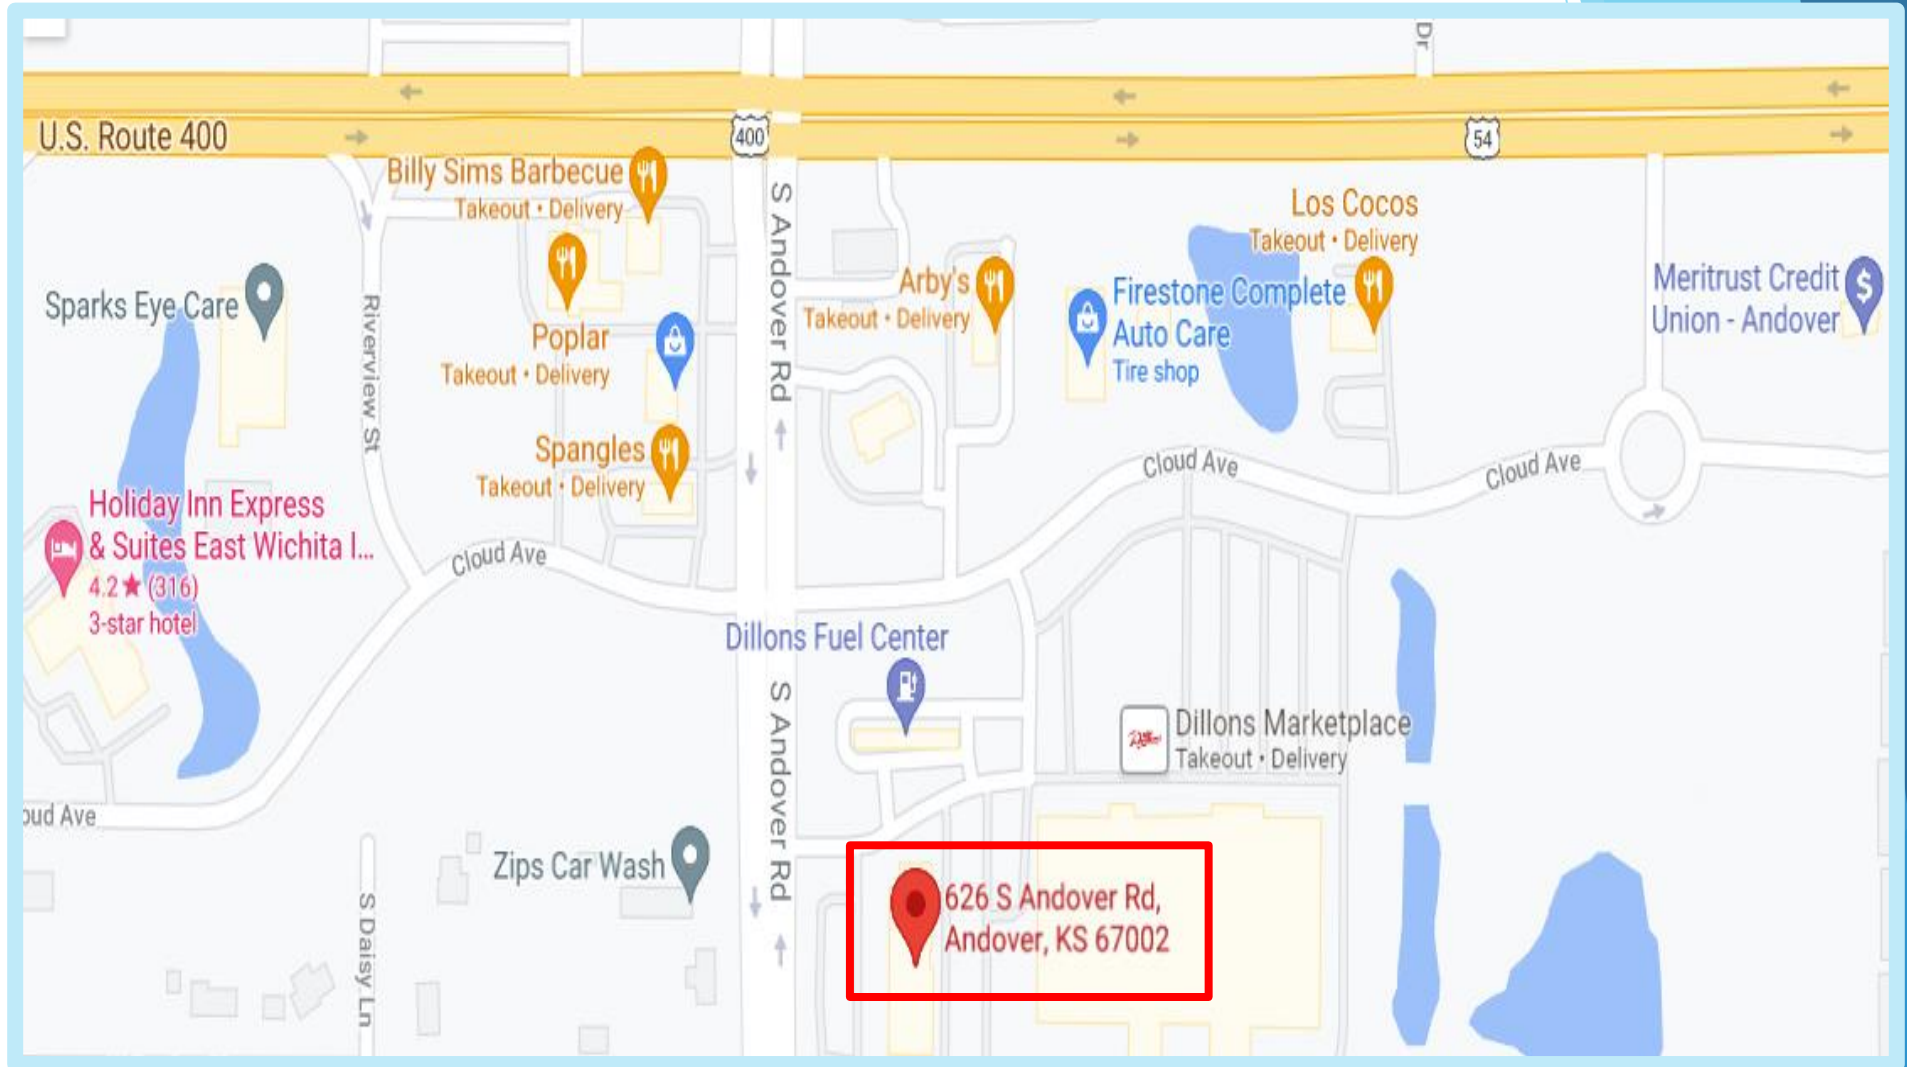 Dr
U.S. Route 400
400
54
Billy Sims Barbecue
Takeout • Delivery
S Andover Rd
Los Cocos
Takeout • Delivery
Sparks Eye Care
Riverview St
Poplar
Takeout • Delivery
Arby's
Takeout • Delivery
Firestone Complete
Auto Care
Tire shop
Meritrust Credit
Union - Andover
Spangles
Takeout • Delivery
Cloud Ave
Cloud Ave
Holiday Inn Express
& Suites East Wichita I...
4.2★ (316)
3-star hotel
Cloud Ave
Dillons Fuel Center
S Andover Rd
Dillons Marketplace
Takeout • Delivery
oud Ave
Zips Car Wash
S Daisy Ln
626 S Andover Rd,
Andover, KS 67002